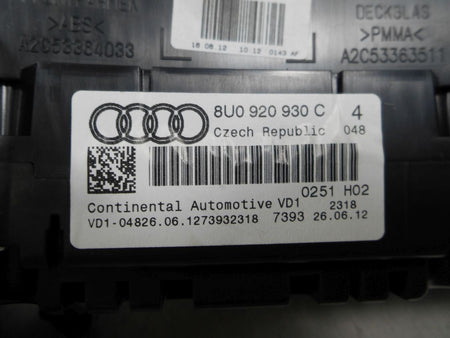 >ABS<
A2C53384033
16.08.12 10:12 0143 AF
DECKGLAS
>PMMA<
A2C53363511
8U0 920 930 C 4
Czech Republic 048
0251 H02
Continental Automotive VD1 2318
VD1-04826.06.1273932318 7393 26.06.12